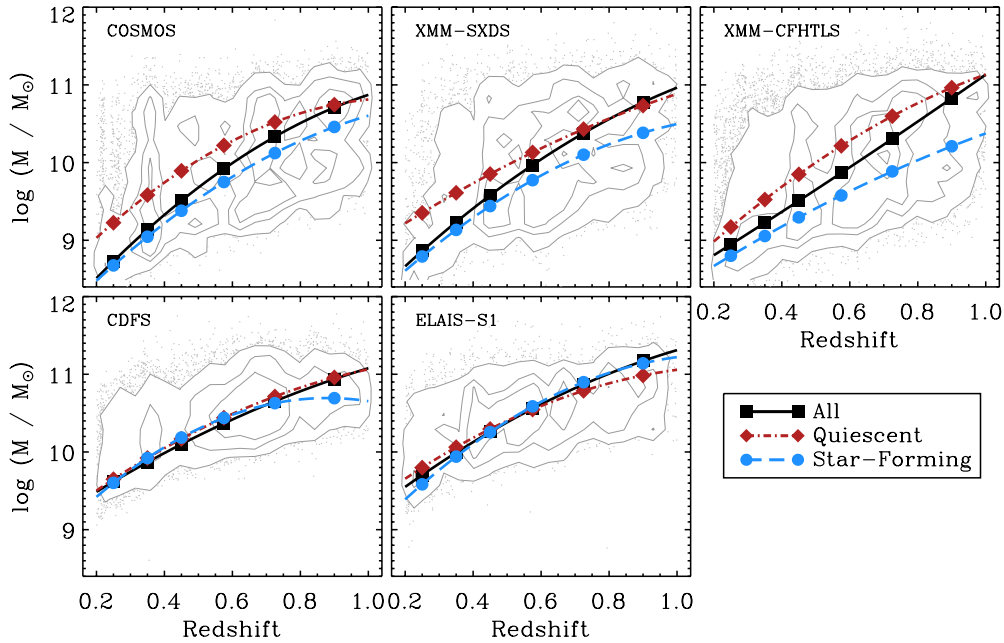 COSMOS
XMM-SXDS
XMM-CFHTLS
12
11
10
9
log (M / M⊙)
0.2 0.4 0.6 0.8 1.0
Redshift
CDFS
ELAIS-S1
12
11
10
9
log (M / M⊙)
0.2 0.4 0.6 0.8 1.0
0.2 0.4 0.6 0.8 1.0
Redshift
Redshift
All
Quiescent
Star-Forming